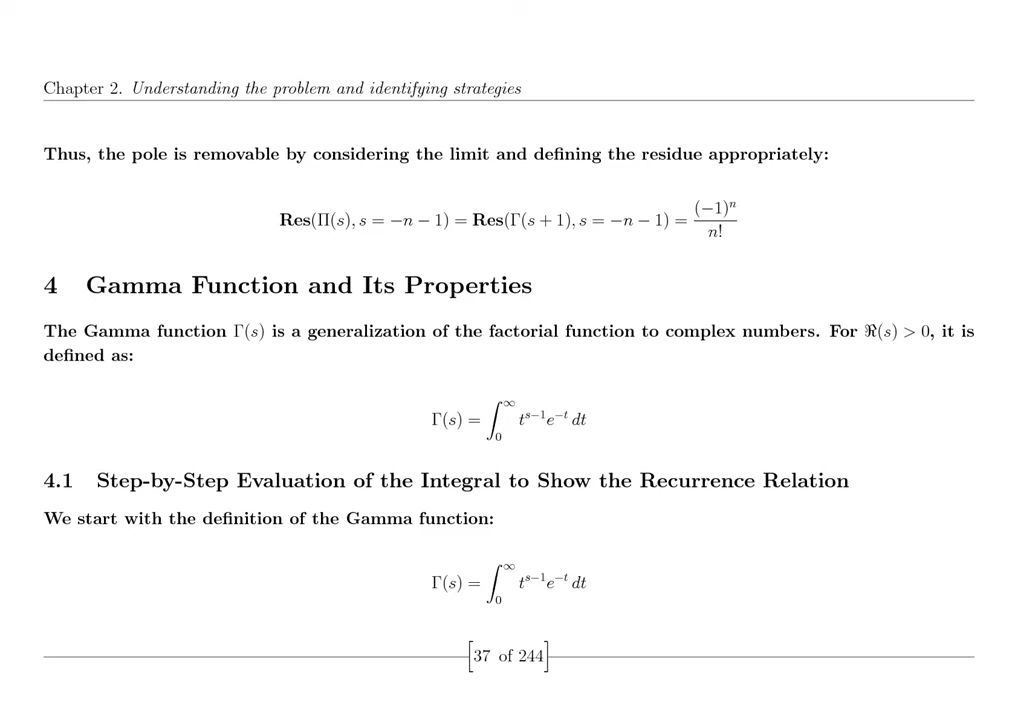 Chapter 2. Understanding the problem and identifying strategies
Thus, the pole is removable by considering the limit and defining the residue appropriately:
Res(Π(s), s = −n − 1) = Res(Γ(s + 1), s = −n − 1) = (−1)ⁿ / n!
4 Gamma Function and Its Properties
The Gamma function Γ(s) is a generalization of the factorial function to complex numbers. For ℜ(s) > 0, it is
defined as:
Γ(s) = ∫₀^∞ t^{s−1} e^{−t} dt
4.1 Step-by-Step Evaluation of the Integral to Show the Recurrence Relation
We start with the definition of the Gamma function:
Γ(s) = ∫₀^∞ t^{s−1} e^{−t} dt
[37 of 244]